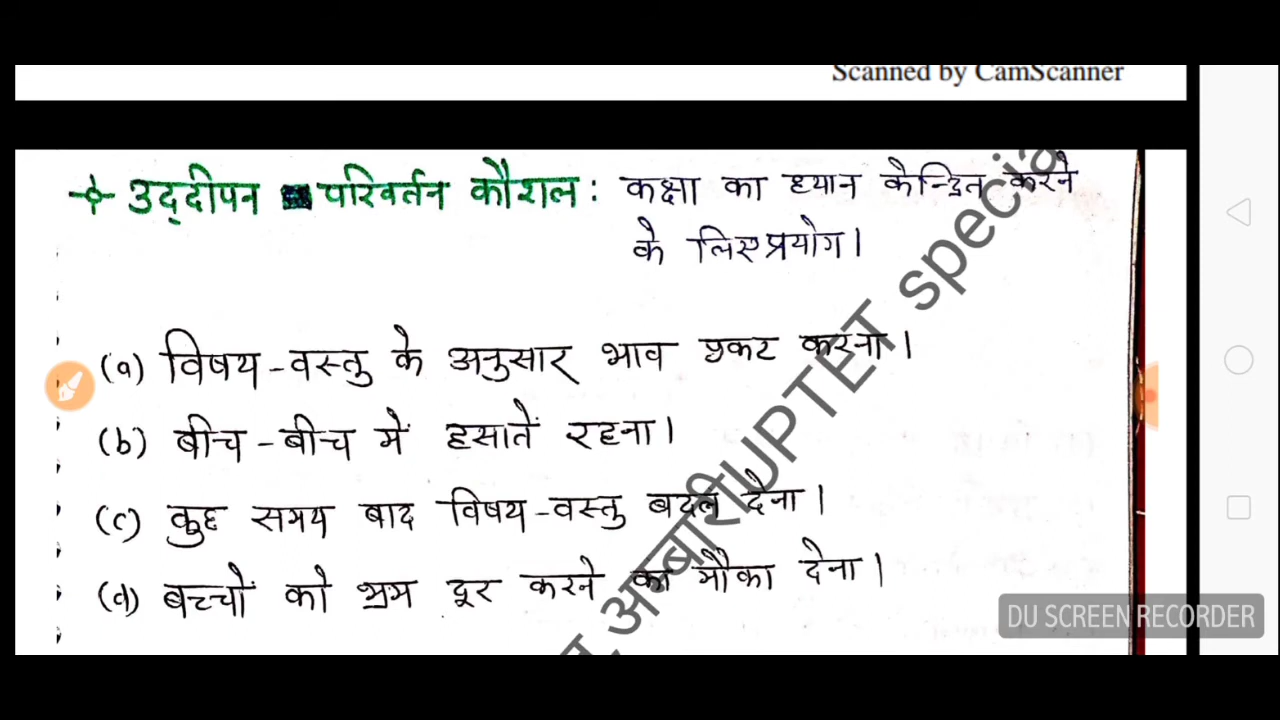 Scanned by CamScanner
उद्दीपन परिवर्तन कौशल : कक्षा का ध्यान केन्द्रित करने
के लिए प्रयोग।
(a) विषय-वस्तु के अनुसार भाव प्रकट करना।
(b) बीच-बीच में हसातें रहना।
(c) कुछ समय बाद विषय-वस्तु बदल देना।
(d) बच्चों को भ्रम दूर करने का मौका देना।
अम्बारीUPTET special
DU SCREEN RECORDER